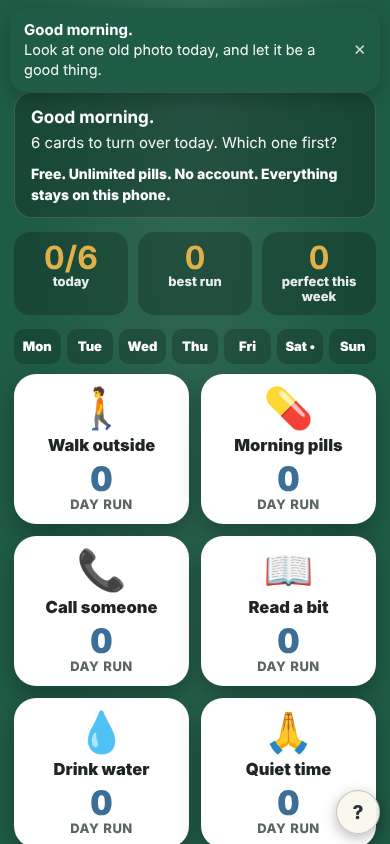 Good morning.
Look at one old photo today, and let it be a
good thing.
×
Good morning.
6 cards to turn over today. Which one first?
Free. Unlimited pills. No account. Everything
stays on this phone.
0/6
today
0
best run
0
perfect this
week
Mon
Tue
Wed
Thu
Fri
Sat •
Sun
Walk outside
0
DAY RUN
Morning pills
0
DAY RUN
Call someone
0
DAY RUN
Read a bit
0
DAY RUN
Drink water
0
DAY RUN
Quiet time
0
DAY RUN
?